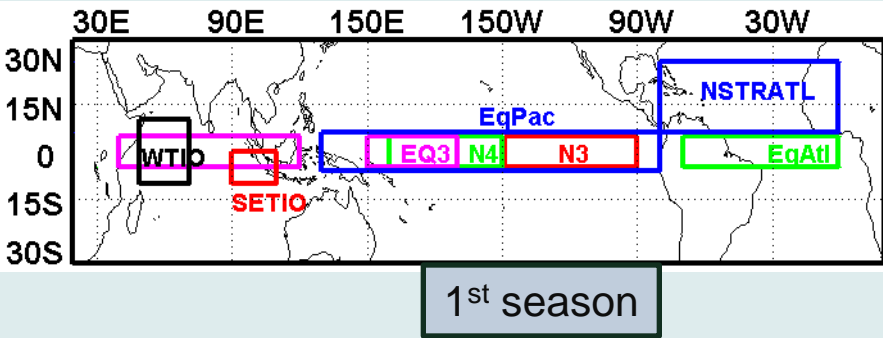 30E 90E 150E 150W 90W 30W
30N
NSTRATL
15N
EqPac
0 WTIO EQ3 N4 N3 EqAtl
15S SETIO
30S
1st season